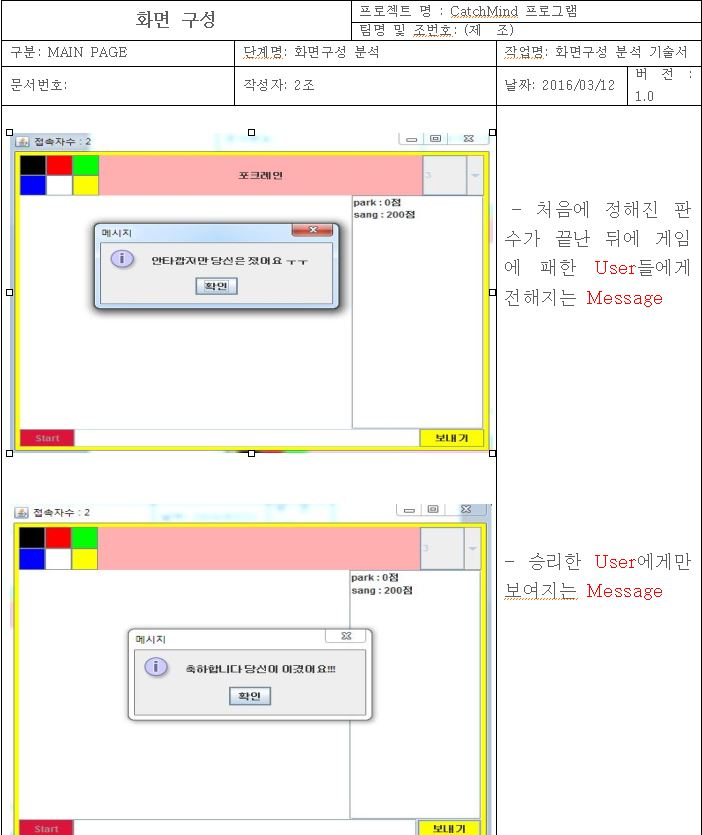 화면 구성
프로젝트 명 : CatchMind 프로그램
팀명 및 조번호: (제 조)
구분: MAIN PAGE
단계명: 화면구성 분석
작업명: 화면구성 분석 기술서
문서번호:
작성자: 2조
날짜: 2016/03/12
버 전 :
1.0
접속자수 : 2
포크레인
3
park : 0점
sang : 200점
메시지
안타깝지만 당신은 졌어요 ㅜㅜ
확인
Start
보내기
- 처음에 정해진 판
수가 끝난 뒤에 게임
에 패한 User들에게
전해지는 Message
접속자수 : 2
3
park : 0점
sang : 200점
메시지
축하합니다 당신이 이겼어요!!!
확인
Start
보내기
- 승리한 User에게만
보여지는 Message